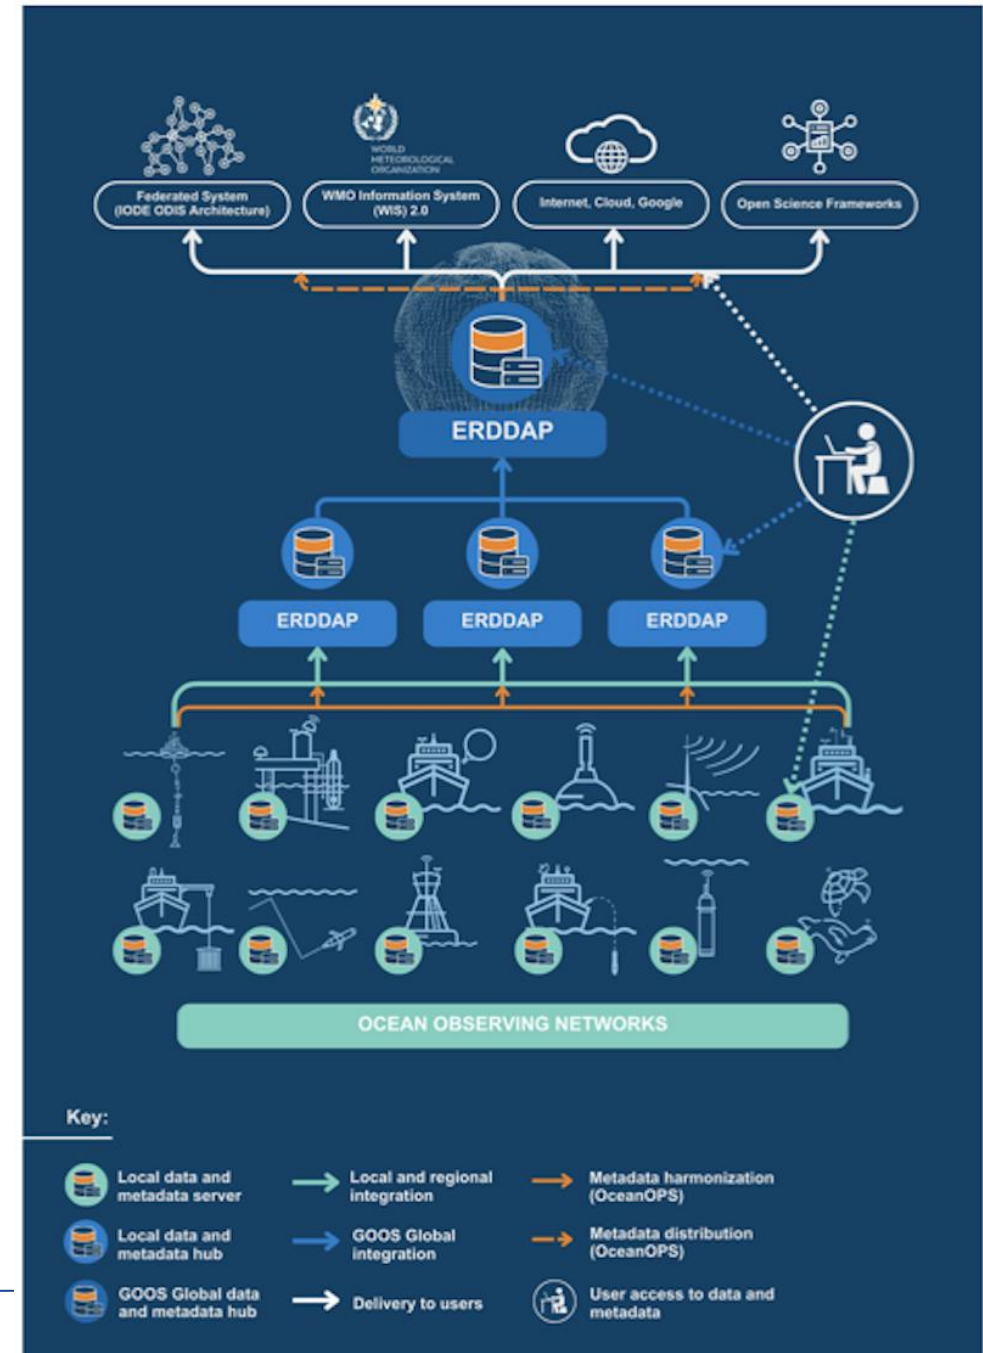 WORLD
METEOROLOGICAL
ORGANIZATION
Federated System
(IODE ODIS Architecture)
WMO Information System
(WIS) 2.0
Internet, Cloud, Google
Open Science Frameworks
ERDDAP
ERDDAP
ERDDAP
ERDDAP
OCEAN OBSERVING NETWORKS
Key:
Local data and
metadata server
Local and regional
integration
Metadata harmonization
(OceanOPS)
Local data and
metadata hub
GOOS Global
integration
Metadata distribution
(OceanOPS)
GOOS Global data
and metadata hub
Delivery to users
User access to data and
metadata